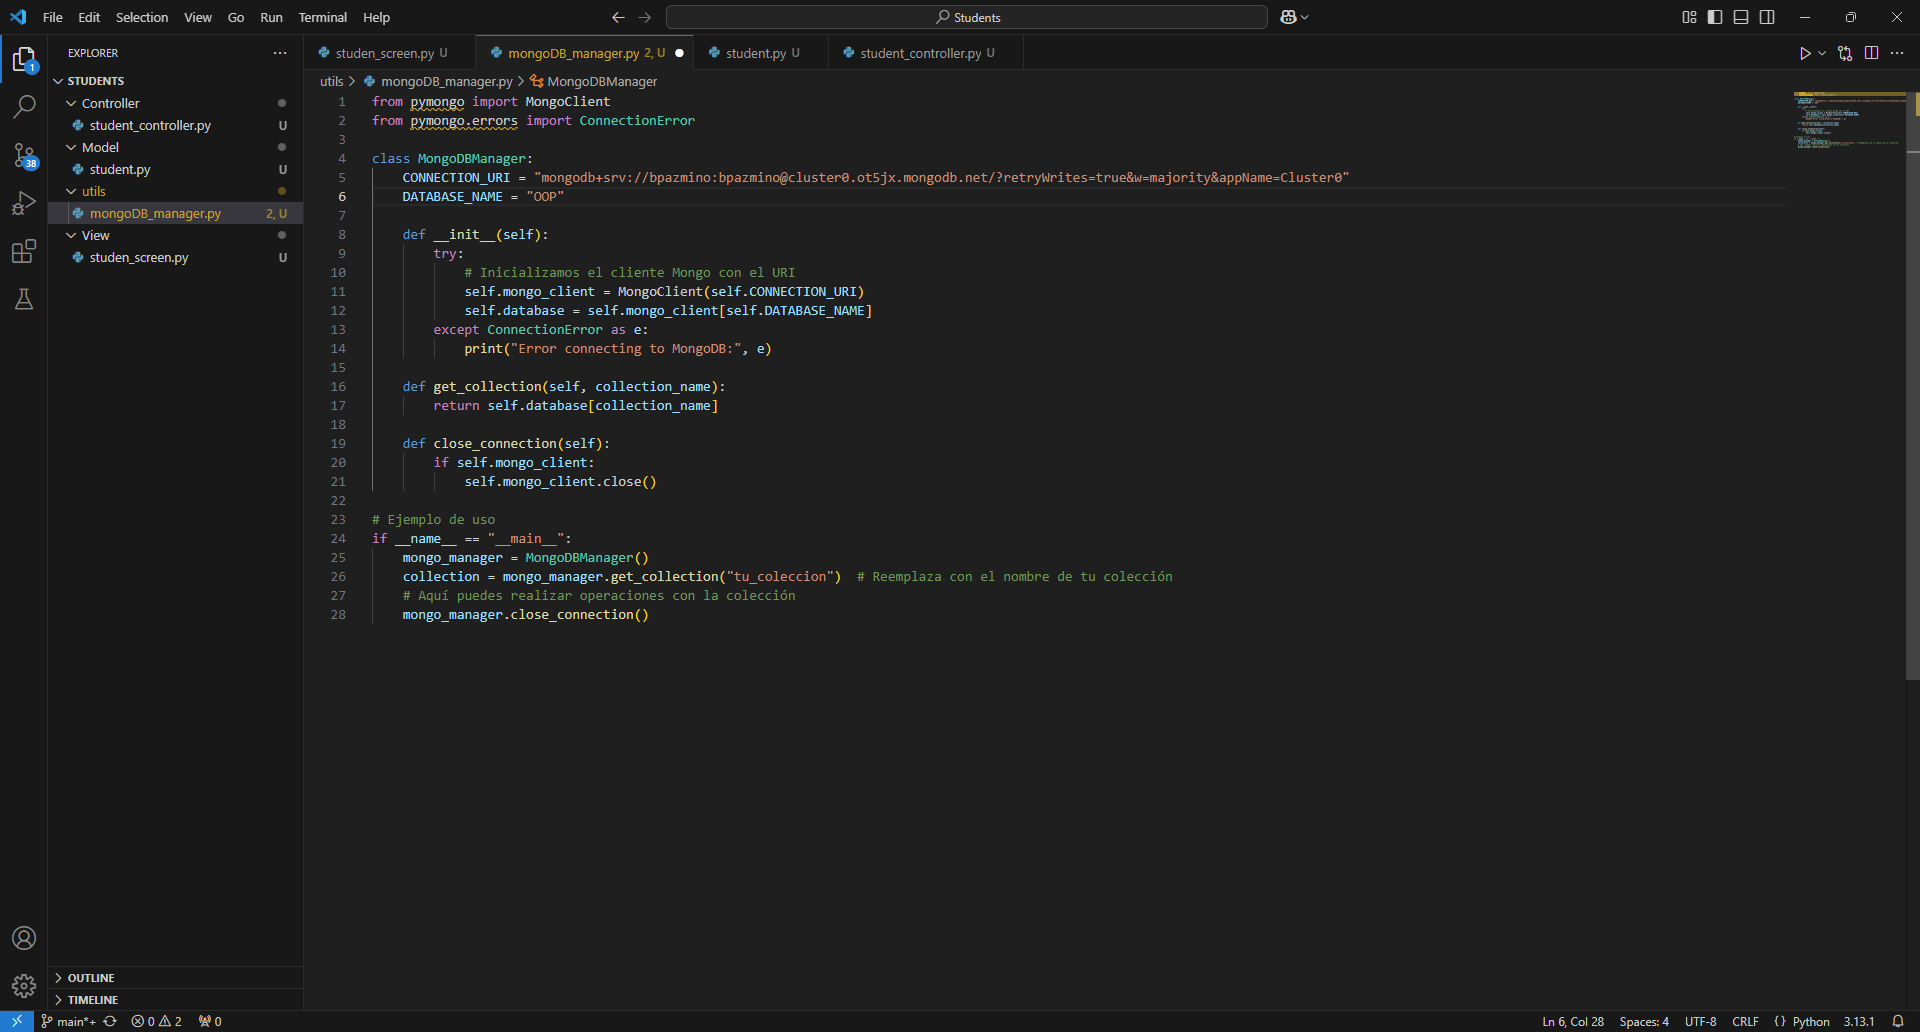 File Edit Selection View Go Run Terminal Help
Students
EXPLORER
STUDENTS
Controller
student_controller.py U
Model
student.py U
utils
mongoDB_manager.py 2, U
View
studen_screen.py U
OUTLINE
TIMELINE
1
38
studen_screen.py U
mongoDB_manager.py 2, U
student.py U
student_controller.py U
utils > mongoDB_manager.py > MongoDBManager
1 from pymongo import MongoClient
2 from pymongo.errors import ConnectionError
3
4 class MongoDBManager:
5 CONNECTION_URI = "mongodb+srv://bpazmino:bpazmino@cluster0.ot5jx.mongodb.net/?retryWrites=true&w=majority&appName=Cluster0"
6 DATABASE_NAME = "OOP"
7
8 def __init__(self):
9 try:
10 # Inicializamos el cliente Mongo con el URI
11 self.mongo_client = MongoClient(self.CONNECTION_URI)
12 self.database = self.mongo_client[self.DATABASE_NAME]
13 except ConnectionError as e:
14 print("Error connecting to MongoDB:", e)
15
16 def get_collection(self, collection_name):
17 return self.database[collection_name]
18
19 def close_connection(self):
20 if self.mongo_client:
21 self.mongo_client.close()
22
23 # Ejemplo de uso
24 if __name__ == "__main__":
25 mongo_manager = MongoDBManager()
26 collection = mongo_manager.get_collection("tu_coleccion") # Reemplaza con el nombre de tu colección
27 # Aquí puedes realizar operaciones con la colección
28 mongo_manager.close_connection()
main*+ 0 2 0
Ln 6, Col 28 Spaces: 4 UTF-8 CRLF {} Python 3.13.1